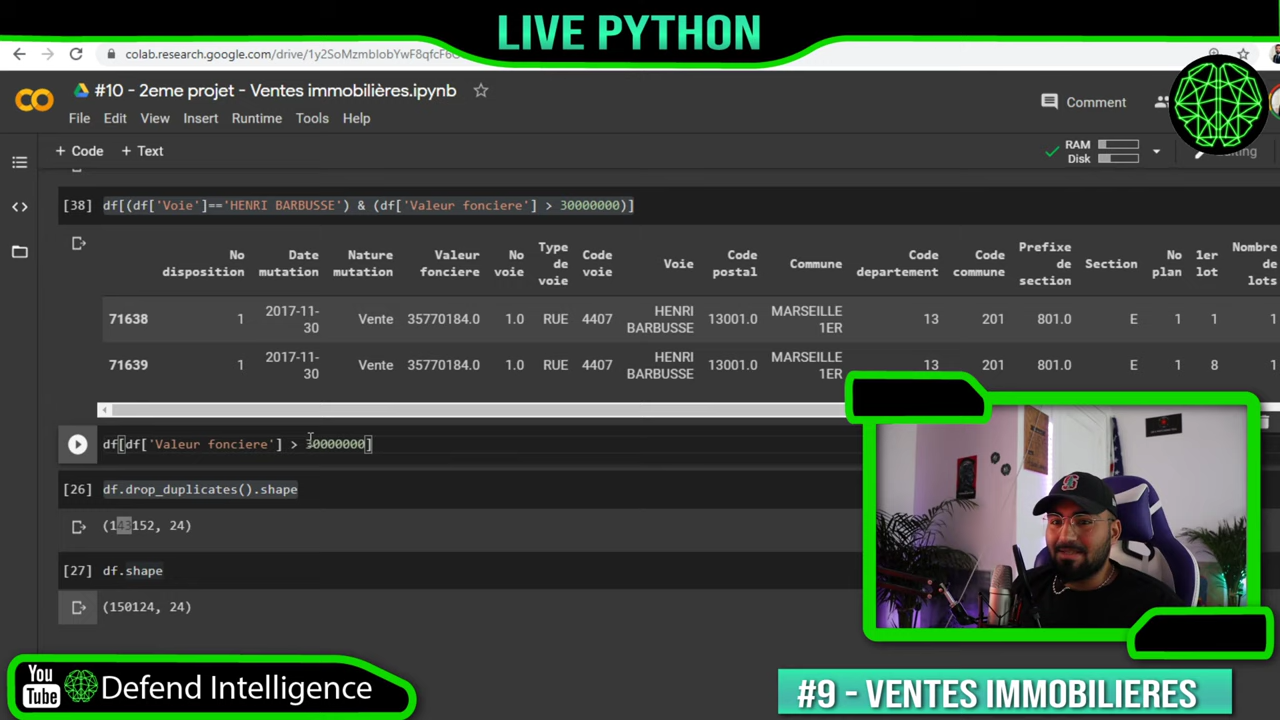 LIVE PYTHON
colab.research.google.com/drive/1y2SoMzmbIobYwF8qfcF6
#10 - 2eme projet - Ventes immobilières.ipynb
Comment
File Edit View Insert Runtime Tools Help
+ Code + Text
RAM
Disk
Editing
[38] df[(df['Voie']=='HENRI BARBUSSE') & (df['Valeur fonciere'] > 30000000)]
No disposition Date mutation Nature mutation Valeur fonciere No voie Type de voie Code voie Voie Code postal Commune Code departement Code commune Prefixe de section Section No plan 1er lot Nombre de lots
71638 1 2017-11-30 Vente 35770184.0 1.0 RUE 4407 HENRI BARBUSSE 13001.0 MARSEILLE 1ER 13 201 801.0 E 1 1
71639 1 2017-11-30 Vente 35770184.0 1.0 RUE 4407 HENRI BARBUSSE 13001.0 MARSEILLE 1ER 13 201 801.0 E 1 8
df[df['Valeur fonciere'] > 30000000]
[26] df.drop_duplicates().shape
(143152, 24)
[27] df.shape
(150124, 24)
You
Tube
Defend Intelligence
#9 - VENTES IMMOBILIERES